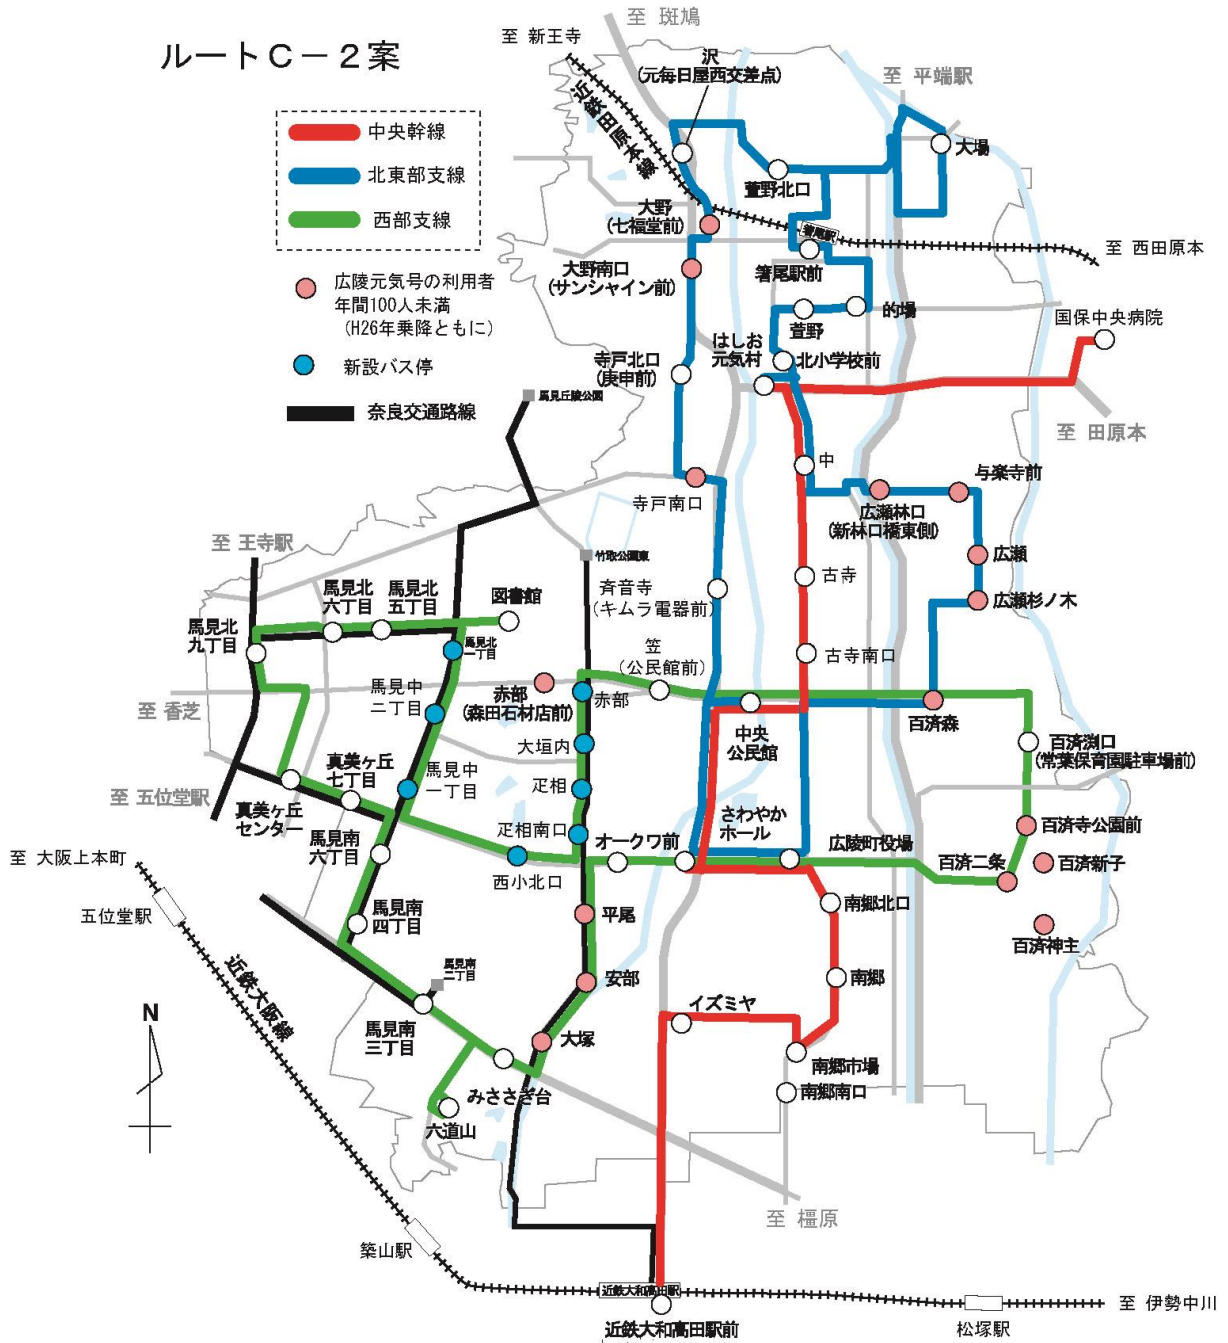 ルートＣ－２案
中央幹線
北東部支線
西部支線
広陵元気号の利用者
年間100人未満
（H26年乗降ともに）
新設バス停
奈良交通路線
至 斑鳩
至 新王寺
沢
（元毎日屋西交差点）
至 平端駅
近鉄田原本線
大場
萱野北口
大野
（七福堂前）
箸尾駅
至 西田原本
大野南口
（サンシャイン前）
箸尾駅前
的場
萱野
国保中央病院
はしお
元気村
北小学校前
寺戸北口
（庚申前）
馬見丘陵公園
至 田原本
中
与楽寺前
寺戸南口
広瀬林口
（新林口橋東側）
至 王寺駅
竹取公園東
広瀬
馬見北
六丁目
馬見北
五丁目
図書館
斉音寺
（キムラ電器前）
古寺
広瀬杉ノ木
馬見北
九丁目
馬見北
一丁目
笠
（公民館前）
古寺南口
馬見中
二丁目
赤部
（森田石材店前）
赤部
至 香芝
百済森
中央
公民館
大垣内
百済渕口
（常葉保育園駐車場前）
真美ヶ丘
七丁目
馬見中
一丁目
疋相
至 五位堂駅
真美ヶ丘
センター
さわやか
ホール
馬見南
六丁目
疋相南口
オークワ前
広陵町役場
百済寺公園前
至 大阪上本町
西小北口
百済二条
百済新子
五位堂駅
馬見南
四丁目
平尾
南郷北口
百済神主
近鉄大阪線
馬見南
二丁目
安部
南郷
N
馬見南
三丁目
イズミヤ
大塚
南郷市場
みささぎ台
南郷南口
六道山
至 橿原
築山駅
近鉄大和高田駅
至 伊勢中川
近鉄大和高田駅前
松塚駅